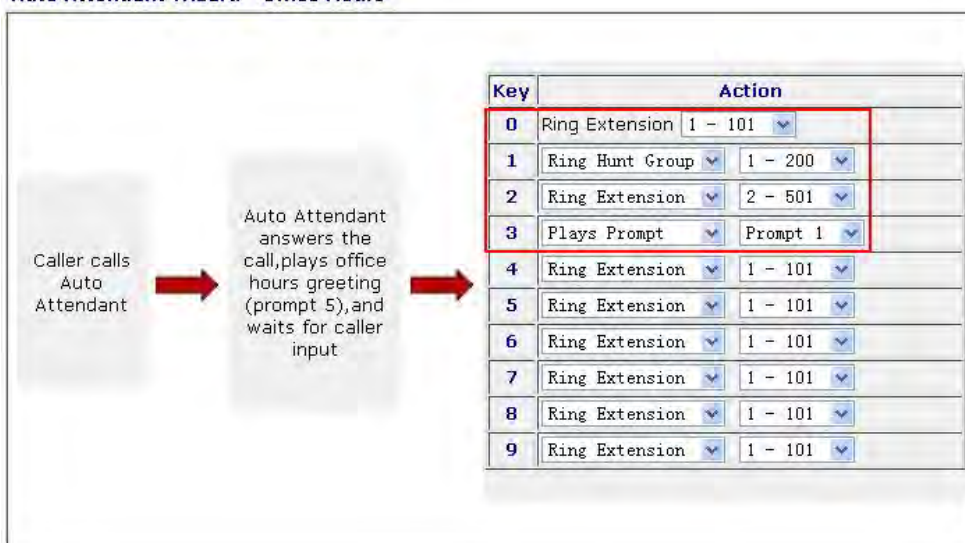 Caller calls
Auto
Attendant
Auto Attendant
answers the
call,plays office
hours greeting
(prompt 5),and
waits for caller
input
Key Action
0 Ring Extension 1 - 101
1 Ring Hunt Group 1 - 200
2 Ring Extension 2 - 501
3 Plays Prompt Prompt 1
4 Ring Extension 1 - 101
5 Ring Extension 1 - 101
6 Ring Extension 1 - 101
7 Ring Extension 1 - 101
8 Ring Extension 1 - 101
9 Ring Extension 1 - 101